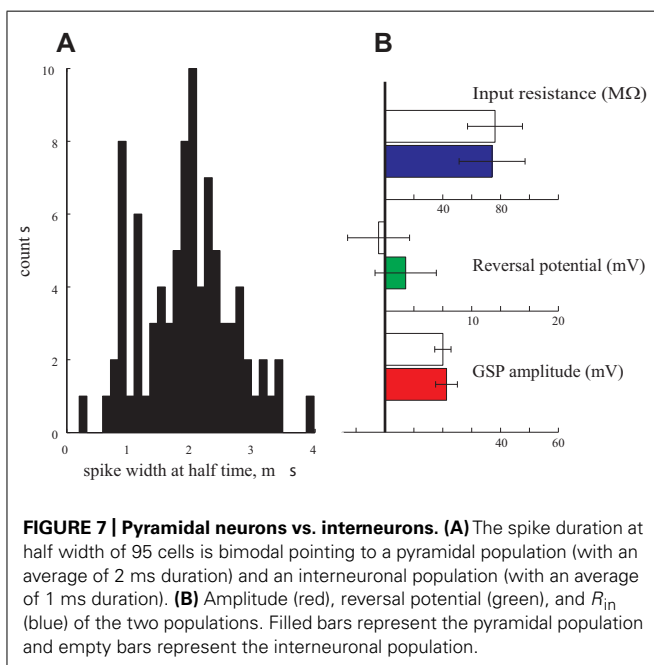 A
B
10
8
6
4
2
0
count s
0 1 2 3 4
spike width at half time, m s
Input resistance (MΩ)
40 80
Reversal potential (mV)
10 20
GSP amplitude (mV)
40 60
FIGURE 7 | Pyramidal neurons vs. interneurons. (A) The spike duration at
half width of 95 cells is bimodal pointing to a pyramidal population (with an
average of 2 ms duration) and an interneuronal population (with an average
of 1 ms duration). (B) Amplitude (red), reversal potential (green), and Rin
(blue) of the two populations. Filled bars represent the pyramidal population
and empty bars represent the interneuronal population.